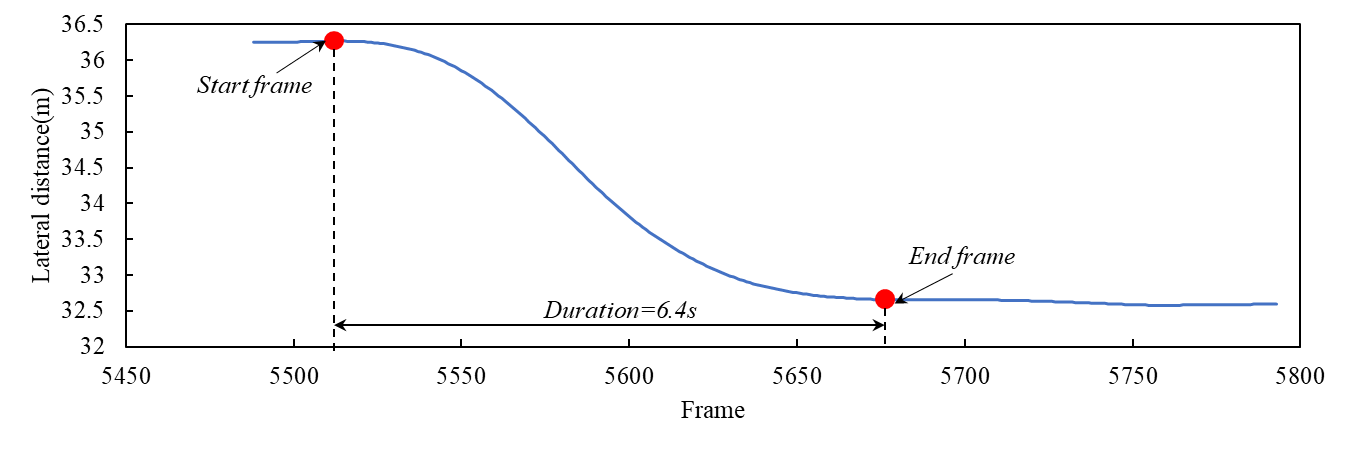 Lateral distance(m)
36.5
36
35.5
35
34.5
34
33.5
33
32.5
32
Start frame
End frame
Duration=6.4s
5450 5500 5550 5600 5650 5700 5750 5800
Frame